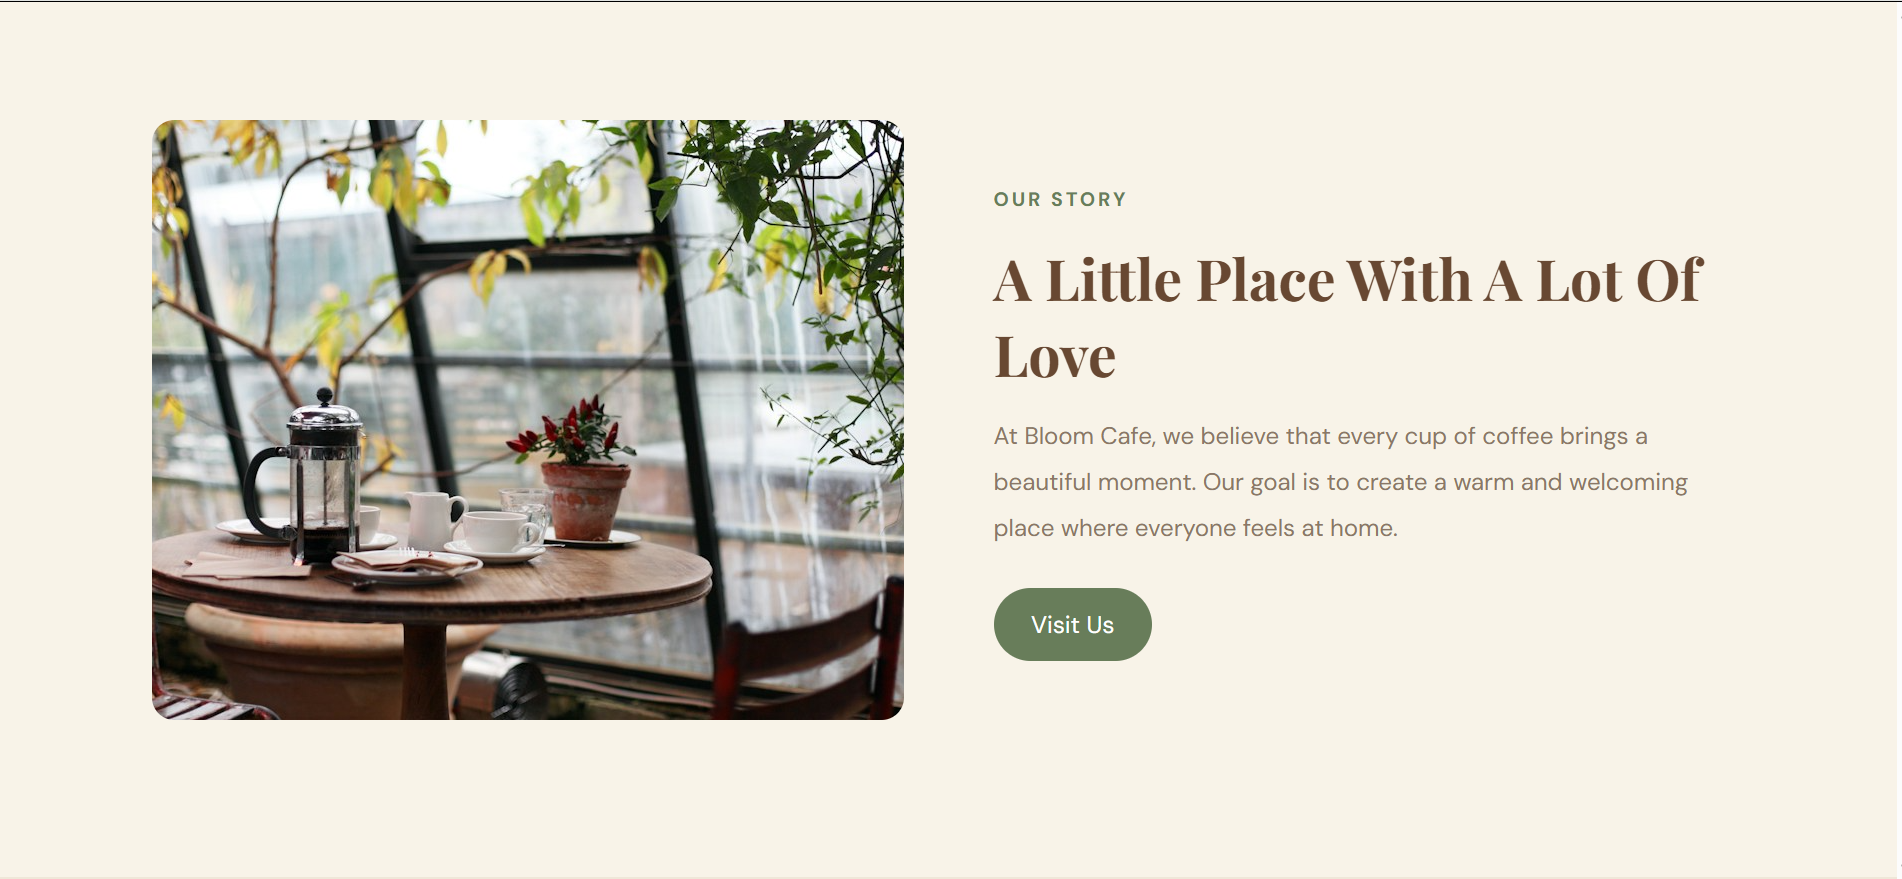 OUR STORY
A Little Place With A Lot Of
Love
At Bloom Cafe, we believe that every cup of coffee brings a
beautiful moment. Our goal is to create a warm and welcoming
place where everyone feels at home.
Visit Us